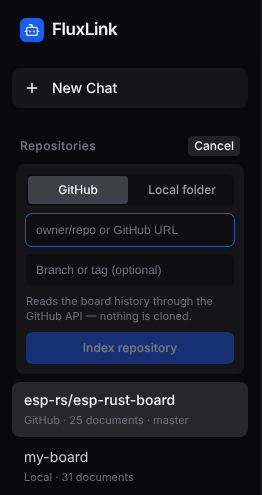 FluxLink
+ New Chat
Repositories Cancel
GitHub Local folder
owner/repo or GitHub URL
Branch or tag (optional)
Reads the board history through the
GitHub API — nothing is cloned.
Index repository
esp-rs/esp-rust-board
GitHub · 25 documents · master
my-board
Local · 31 documents